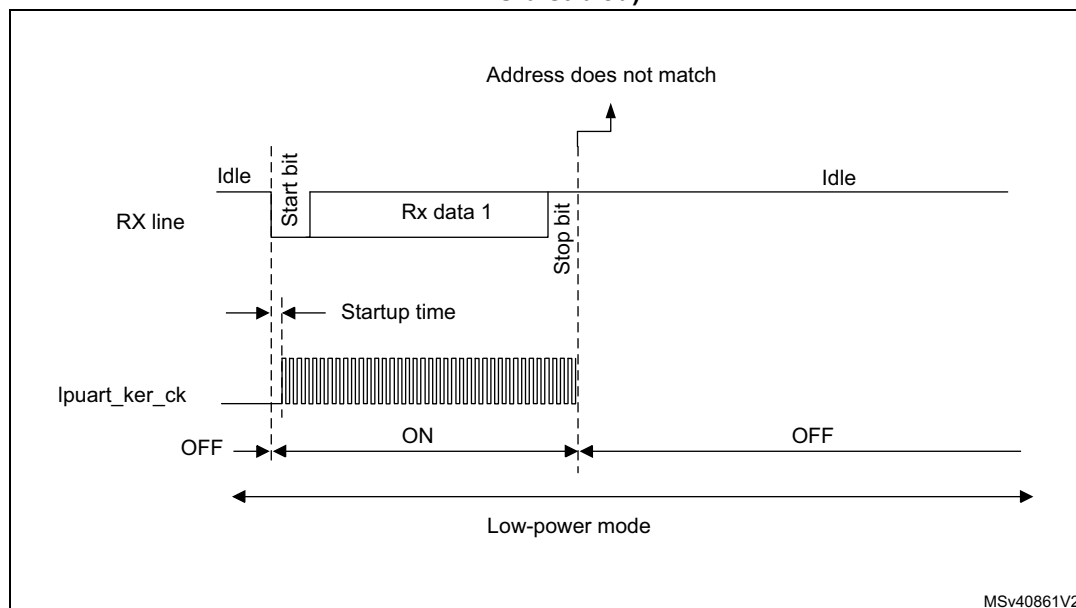 Address does not match
Idle
Start bit
Idle
RX line
Rx data 1
Stop bit
Startup time
lpuart_ker_ck
OFF
ON
OFF
Low-power mode
MSv40861V2